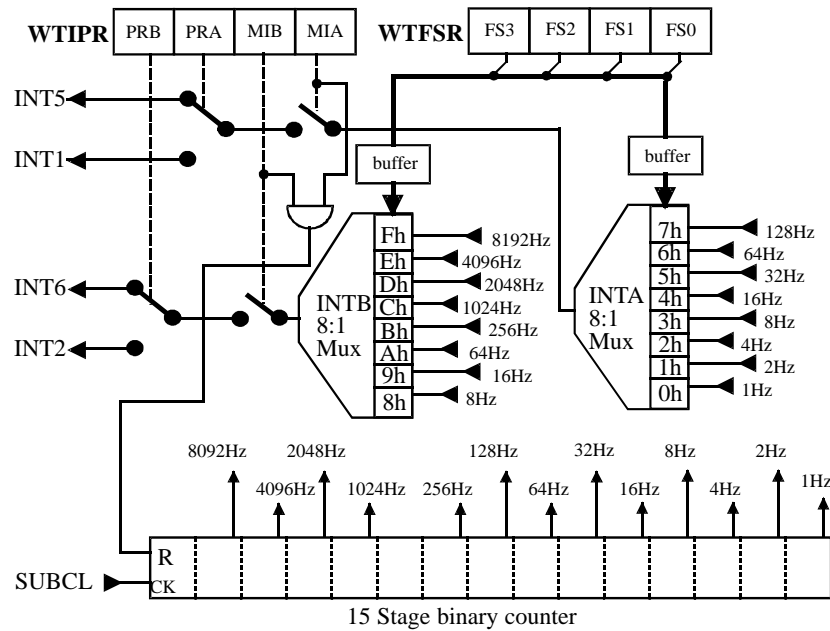 WTIPR PRB PRA MIB MIA
WTFSR FS3 FS2 FS1 FS0
INT5
INT1
INT6
INT2
buffer
buffer
INTB
8:1
Mux
Fh 8192Hz
Eh 4096Hz
Dh 2048Hz
Ch 1024Hz
Bh 256Hz
Ah 64Hz
9h 16Hz
8h 8Hz
INTA
8:1
Mux
7h 128Hz
6h 64Hz
5h 32Hz
4h 16Hz
3h 8Hz
2h 4Hz
1h 2Hz
0h 1Hz
8092Hz 2048Hz 128Hz 32Hz 8Hz 2Hz
4096Hz 1024Hz 256Hz 64Hz 16Hz 4Hz 1Hz
R
SUBCL CK
15 Stage binary counter